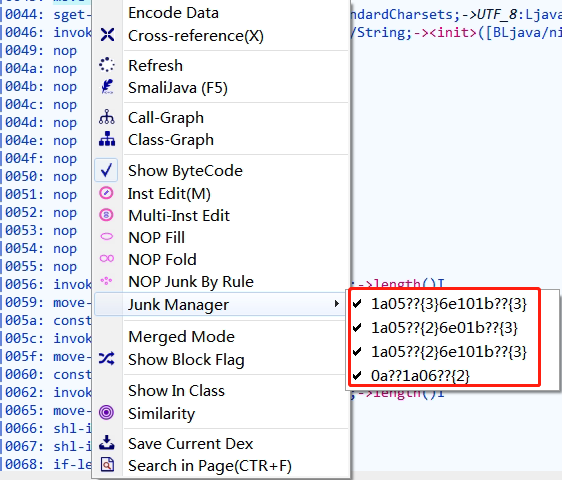 0044: sget- ndardCharsets;->UTF_8:Ljava
Encode Data
0046: invok /String;-><init>([BLjava/ni
Cross-reference(X)
0049: nop
Refresh
004a: nop
SmaliJava (F5)
004b: nop
004c: nop
Call-Graph
004d: nop
Class-Graph
004e: nop
004f: nop
Show ByteCode
0050: nop
Inst Edit(M)
0051: nop
Multi-Inst Edit
0052: nop
NOP Fill
0053: nop
NOP Fold
0054: nop
NOP Junk By Rule
0055: nop
0056: invok ;->length()I
Junk Manager
1a05??{3}6e101b??{3}
0059: move-
1a05??{2}6e01b??{3}
005a: const
Merged Mode
005c: invok
1a05??{2}6e101b??{3}
005f: move-
Show Block Flag
0a??1a06??{2}
0060: const
Show In Class
0062: invok ;->length()I
Similarity
0065: move-
0066: shl-i
Save Current Dex
0067: shl-i
Search in Page(CTR+F)
0068: if-le